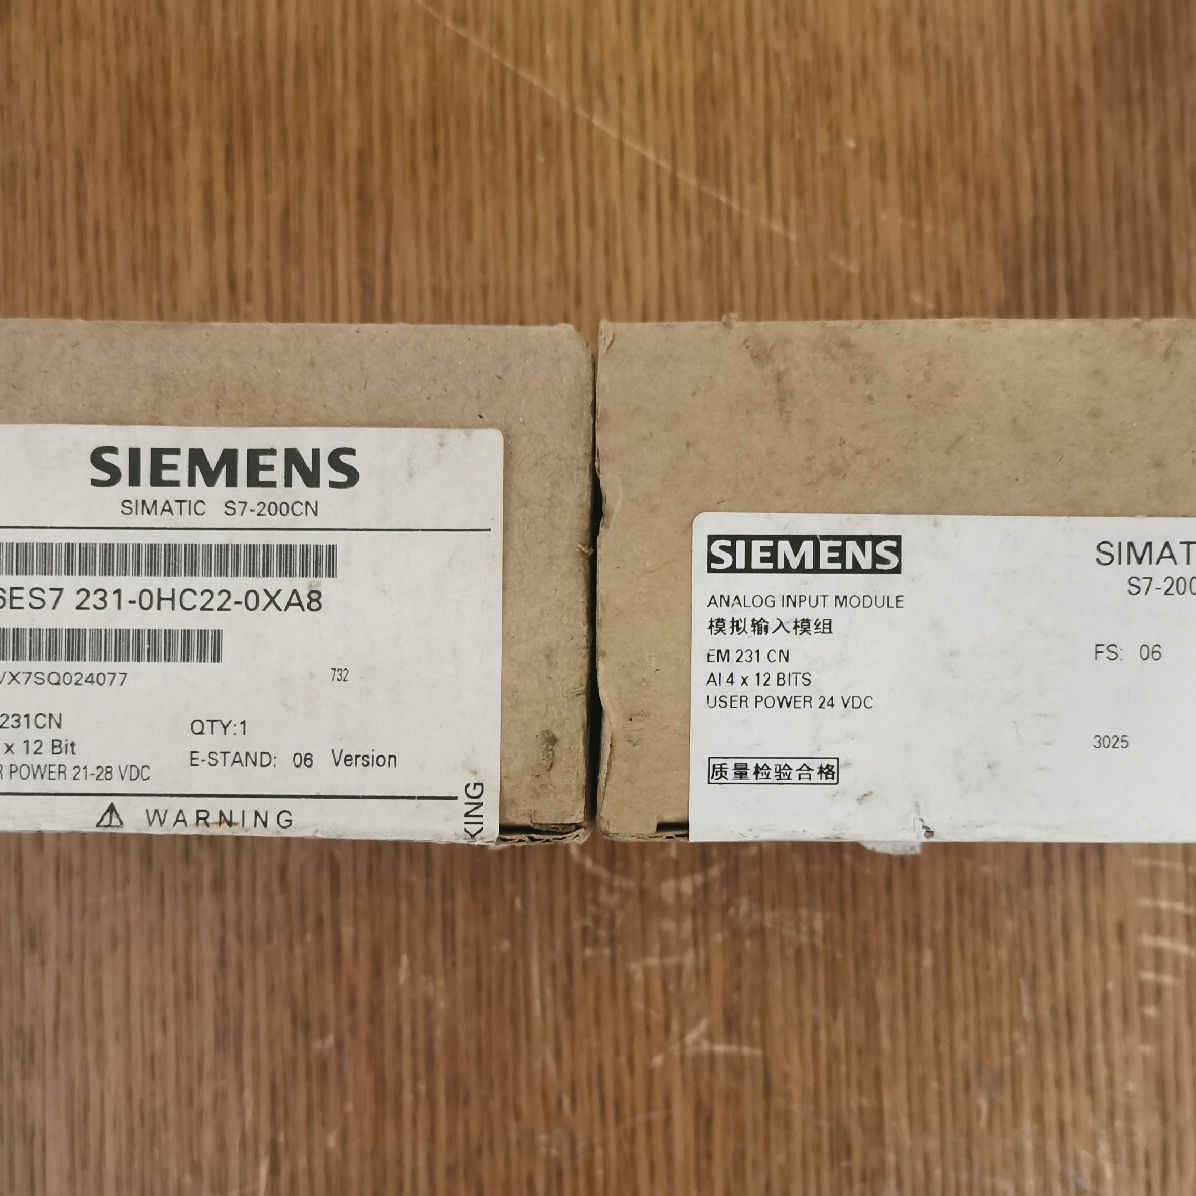 SIEMENS
SIMATIC S7-200CN
6ES7 231-0HC22-0XA8
VX7SQ024077
732
231CN
QTY:1
x 12 Bit
E-STAND: 06 Version
R POWER 21-28 VDC
WARNING
KING
SIEMENS
SIMAT
S7-200
ANALOG INPUT MODULE
模拟输入模组
EM 231 CN
FS: 06
AI 4 x 12 BITS
USER POWER 24 VDC
3025
质量检验合格